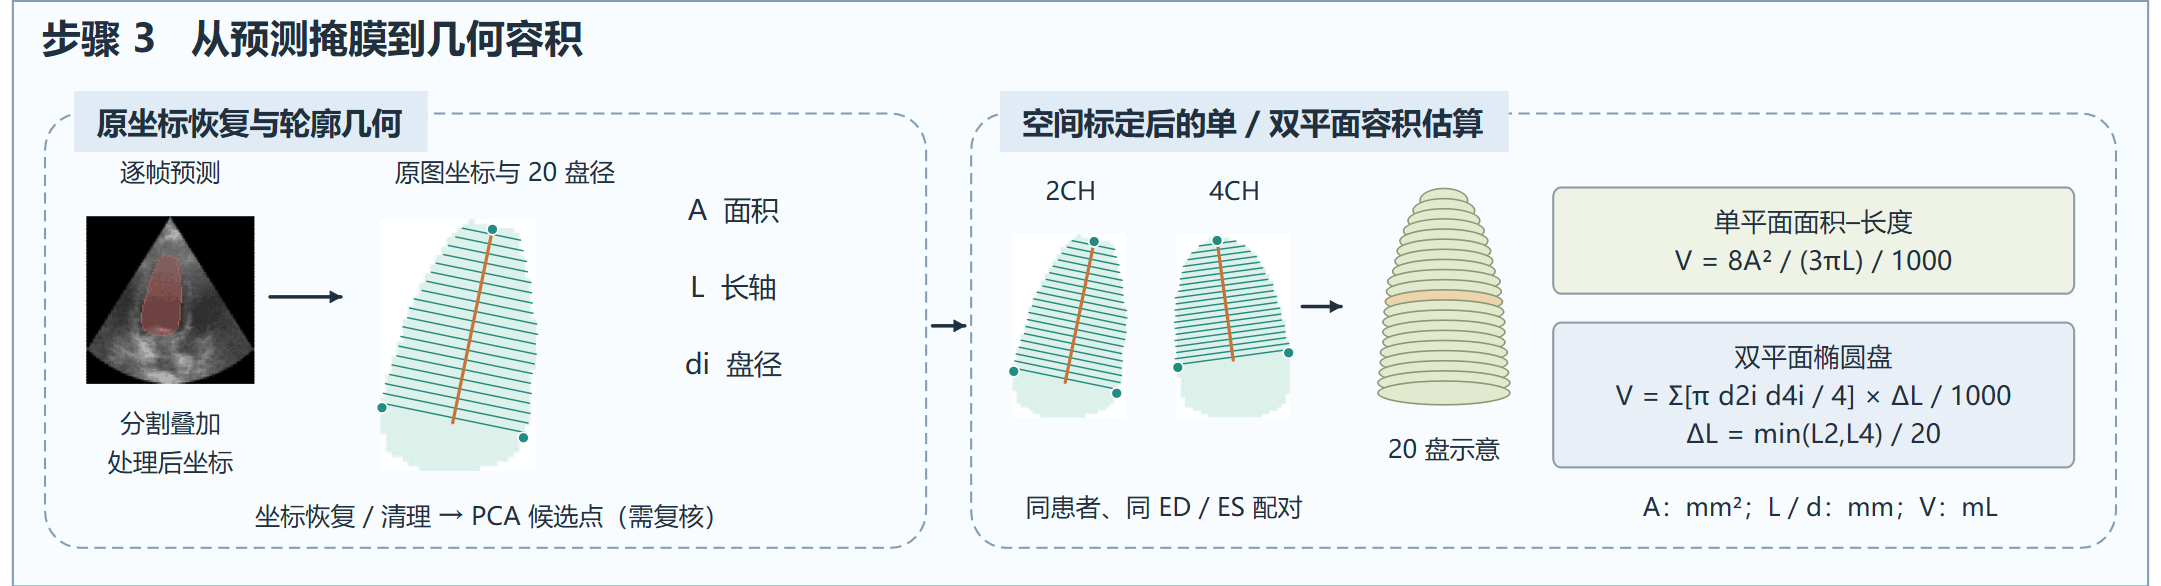 步骤 3 从预测掩膜到几何容积
原坐标恢复与轮廓几何
逐帧预测
原图坐标与 20 盘径
A 面积
L 长轴
di 盘径
分割叠加
处理后坐标
坐标恢复 / 清理 → PCA 候选点（需复核）
空间标定后的单 / 双平面容积估算
2CH
4CH
20 盘示意
同患者、同 ED / ES 配对
单平面面积–长度
V = 8A² / (3πL) / 1000
双平面椭圆盘
V = Σ[π d2i d4i / 4] × ΔL / 1000
ΔL = min(L2,L4) / 20
A：mm²；L / d：mm；V：mL